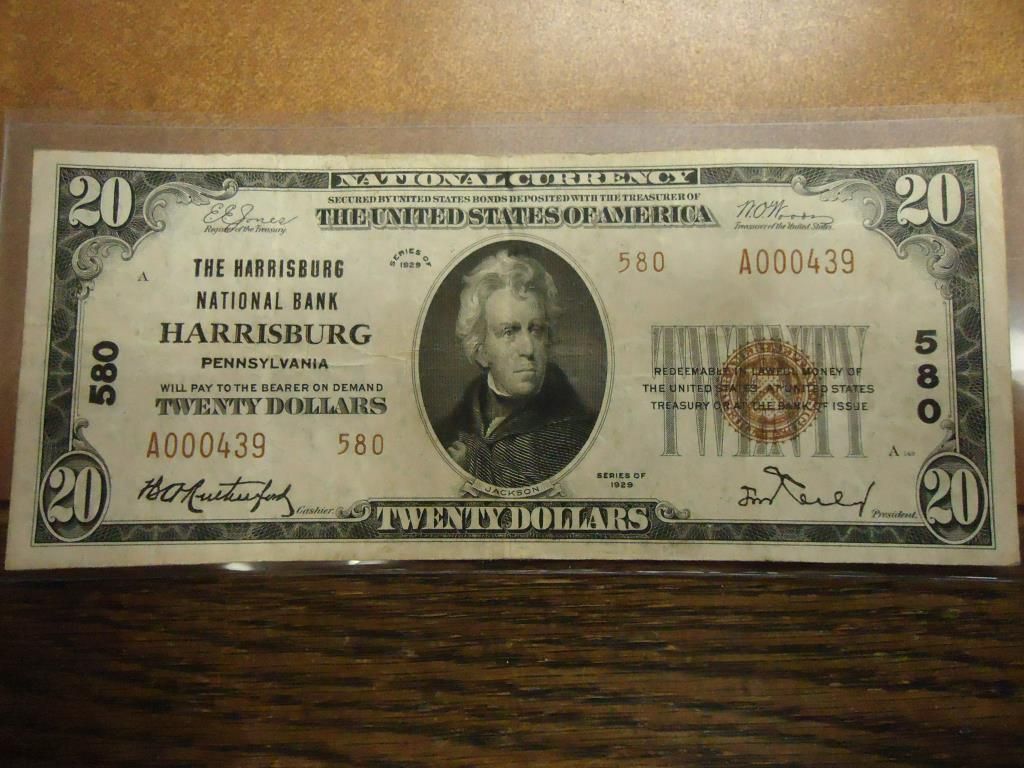 NATIONAL CURRENCY
SECURED BY UNITED STATES BONDS DEPOSITED WITH THE TREASURER OF
THE UNITED STATES OF AMERICA
20
20
E E Jones
Register of the Treasury.
W.O. Woods
Treasurer of the United States.
SERIES OF
1929
A
THE HARRISBURG
NATIONAL BANK
HARRISBURG
PENNSYLVANIA
WILL PAY TO THE BEARER ON DEMAND
TWENTY DOLLARS
580
A000439
580
580
TWENTY
REDEEMABLE IN LAWFUL MONEY OF
THE UNITED STATES AT UNITED STATES
TREASURY OR AT THE BANK OF ISSUE
A000439
580
A
SERIES OF
1929
JACKSON
Rutherford
Cashier.
President.
20
TWENTY DOLLARS
20